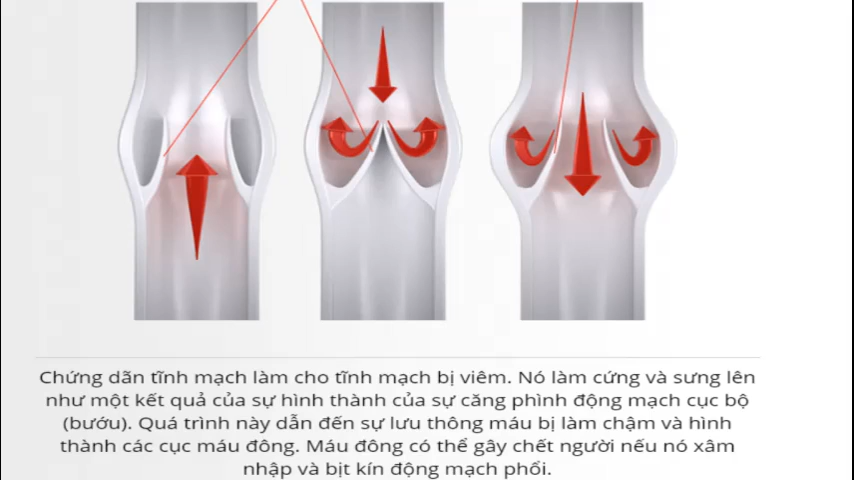 Chứng dãn tĩnh mạch làm cho tĩnh mạch bị viêm. Nó làm cứng và sưng lên
như một kết quả của sự hình thành của sự căng phình động mạch cục bộ
(bướu). Quá trình này dẫn đến sự lưu thông máu bị làm chậm và hình
thành các cục máu đông. Máu đông có thể gây chết người nếu nó xâm
nhập và bịt kín động mạch phổi.